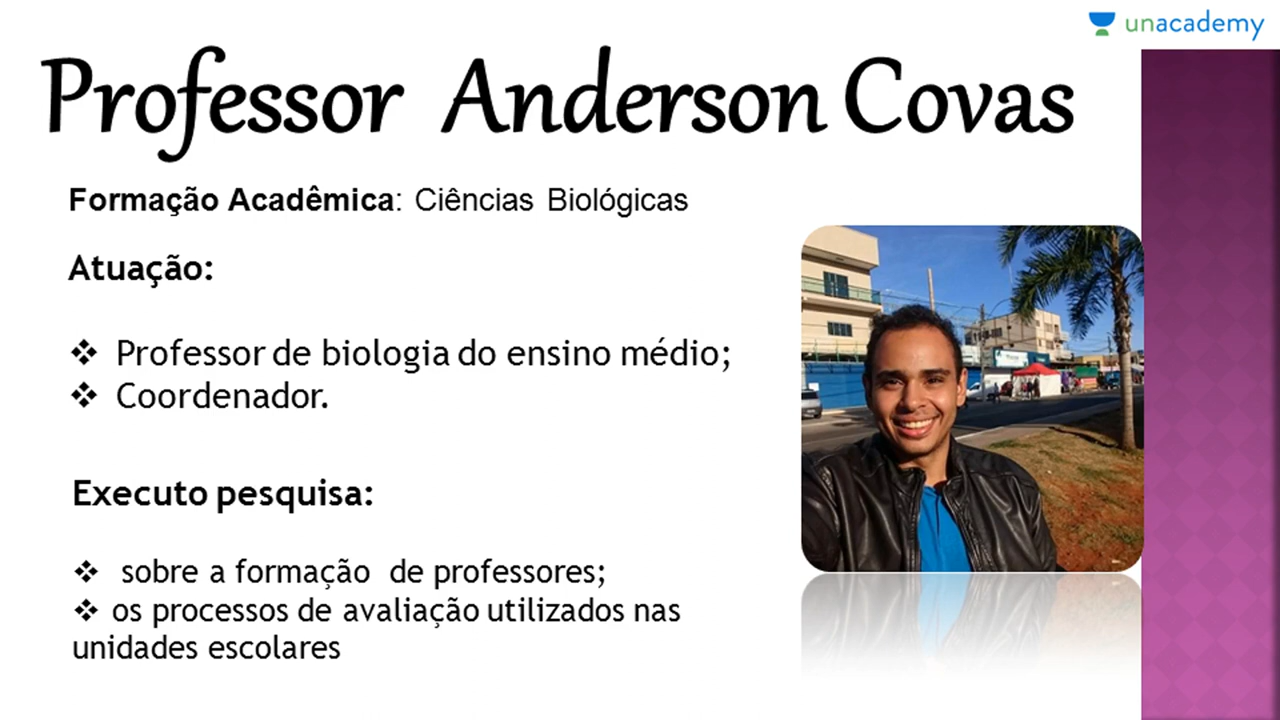 unacademy
Professor Anderson Covas
Formação Acadêmica: Ciências Biológicas
Atuação:
❖ Professor de biologia do ensino médio;
❖ Coordenador.
Executo pesquisa:
❖ sobre a formação de professores;
❖ os processos de avaliação utilizados nas
unidades escolares